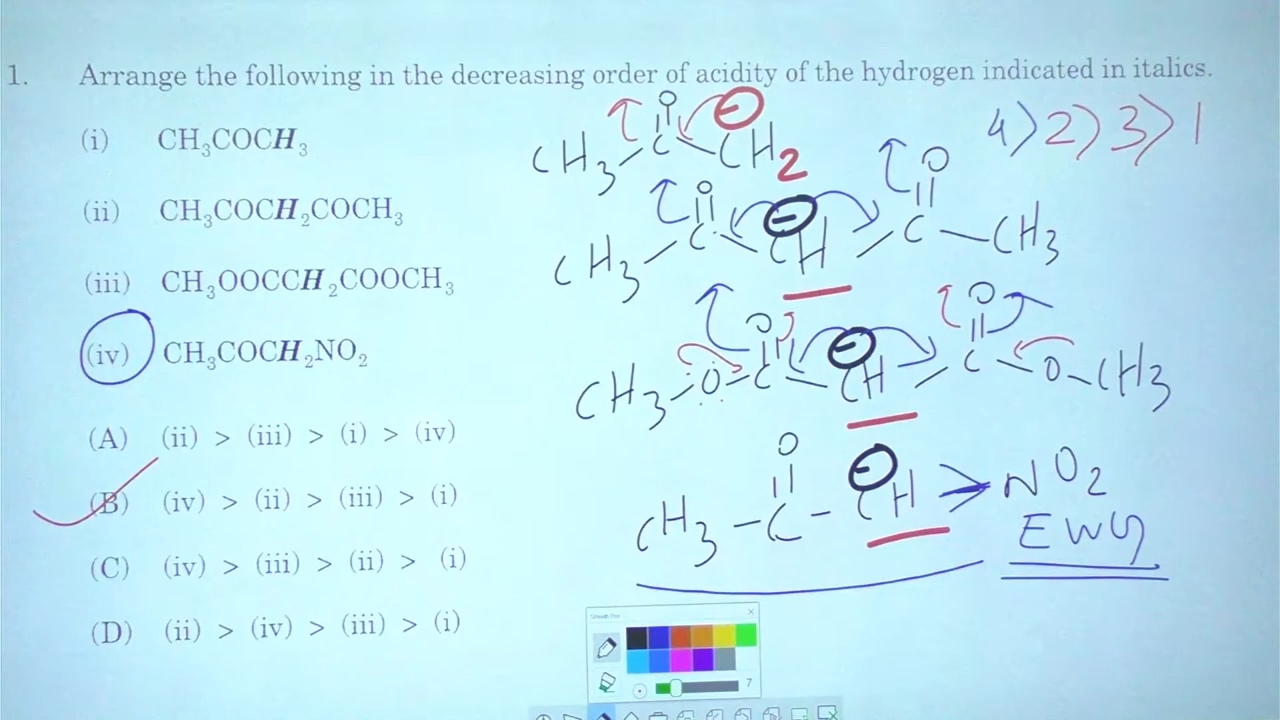 1. Arrange the following in the decreasing order of acidity of the hydrogen indicated in italics.
(i) CH₃COCH₃
(ii) CH₃COCH₂COCH₃
(iii) CH₃OOCCH₂COOCH₃
(iv) CH₃COCH₂NO₂
(A) (ii) > (iii) > (i) > (iv)
(B) (iv) > (ii) > (iii) > (i)
(C) (iv) > (iii) > (ii) > (i)
(D) (ii) > (iv) > (iii) > (i)
4>2>3>1
O
CH₃ C CH₂
⊖
O O
CH₃ C CH C CH₃
⊖
O O
CH₃ O C CH C O CH₃
⊖
O
CH₃ C CH > NO₂
⊖
EWG
7